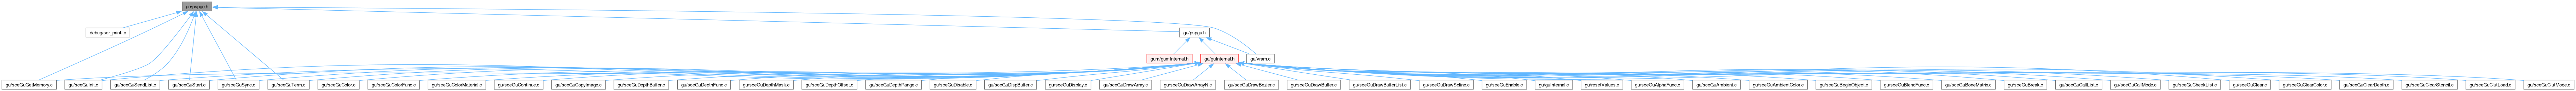 ge/pspge.h
debug/scr_printf.c
gu/pspgu.h
gum/gumInternal.h
gu/guInternal.h
gu/vram.c
gu/sceGuGetMemory.c
gu/sceGuInit.c
gu/sceGuSendList.c
gu/sceGuStart.c
gu/sceGuSync.c
gu/sceGuTerm.c
gu/sceGuColor.c
gu/sceGuColorFunc.c
gu/sceGuColorMaterial.c
gu/sceGuContinue.c
gu/sceGuCopyImage.c
gu/sceGuDepthBuffer.c
gu/sceGuDepthFunc.c
gu/sceGuDepthMask.c
gu/sceGuDepthOffset.c
gu/sceGuDepthRange.c
gu/sceGuDisable.c
gu/sceGuDispBuffer.c
gu/sceGuDisplay.c
gu/sceGuDrawArray.c
gu/sceGuDrawArrayN.c
gu/sceGuDrawBezier.c
gu/sceGuDrawBuffer.c
gu/sceGuDrawBufferList.c
gu/sceGuDrawSpline.c
gu/sceGuEnable.c
gu/guInternal.c
gu/resetValues.c
gu/sceGuAlphaFunc.c
gu/sceGuAmbient.c
gu/sceGuAmbientColor.c
gu/sceGuBeginObject.c
gu/sceGuBlendFunc.c
gu/sceGuBoneMatrix.c
gu/sceGuBreak.c
gu/sceGuCallList.c
gu/sceGuCallMode.c
gu/sceGuCheckList.c
gu/sceGuClear.c
gu/sceGuClearColor.c
gu/sceGuClearDepth.c
gu/sceGuClearStencil.c
gu/sceGuClutLoad.c
gu/sceGuClutMode.c